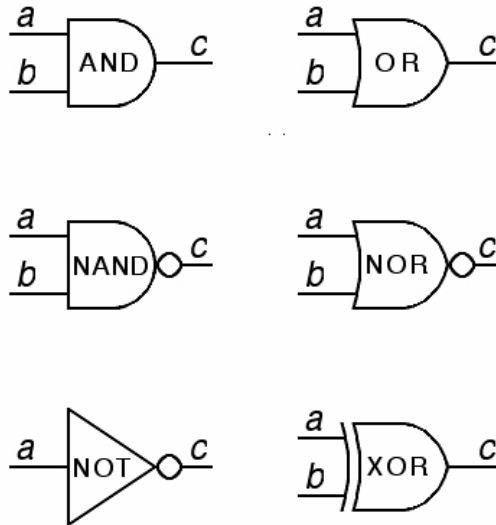 a a
AND c OR c
b b
a a
NAND c NOR c
b b
a
a NOT c XOR c
b